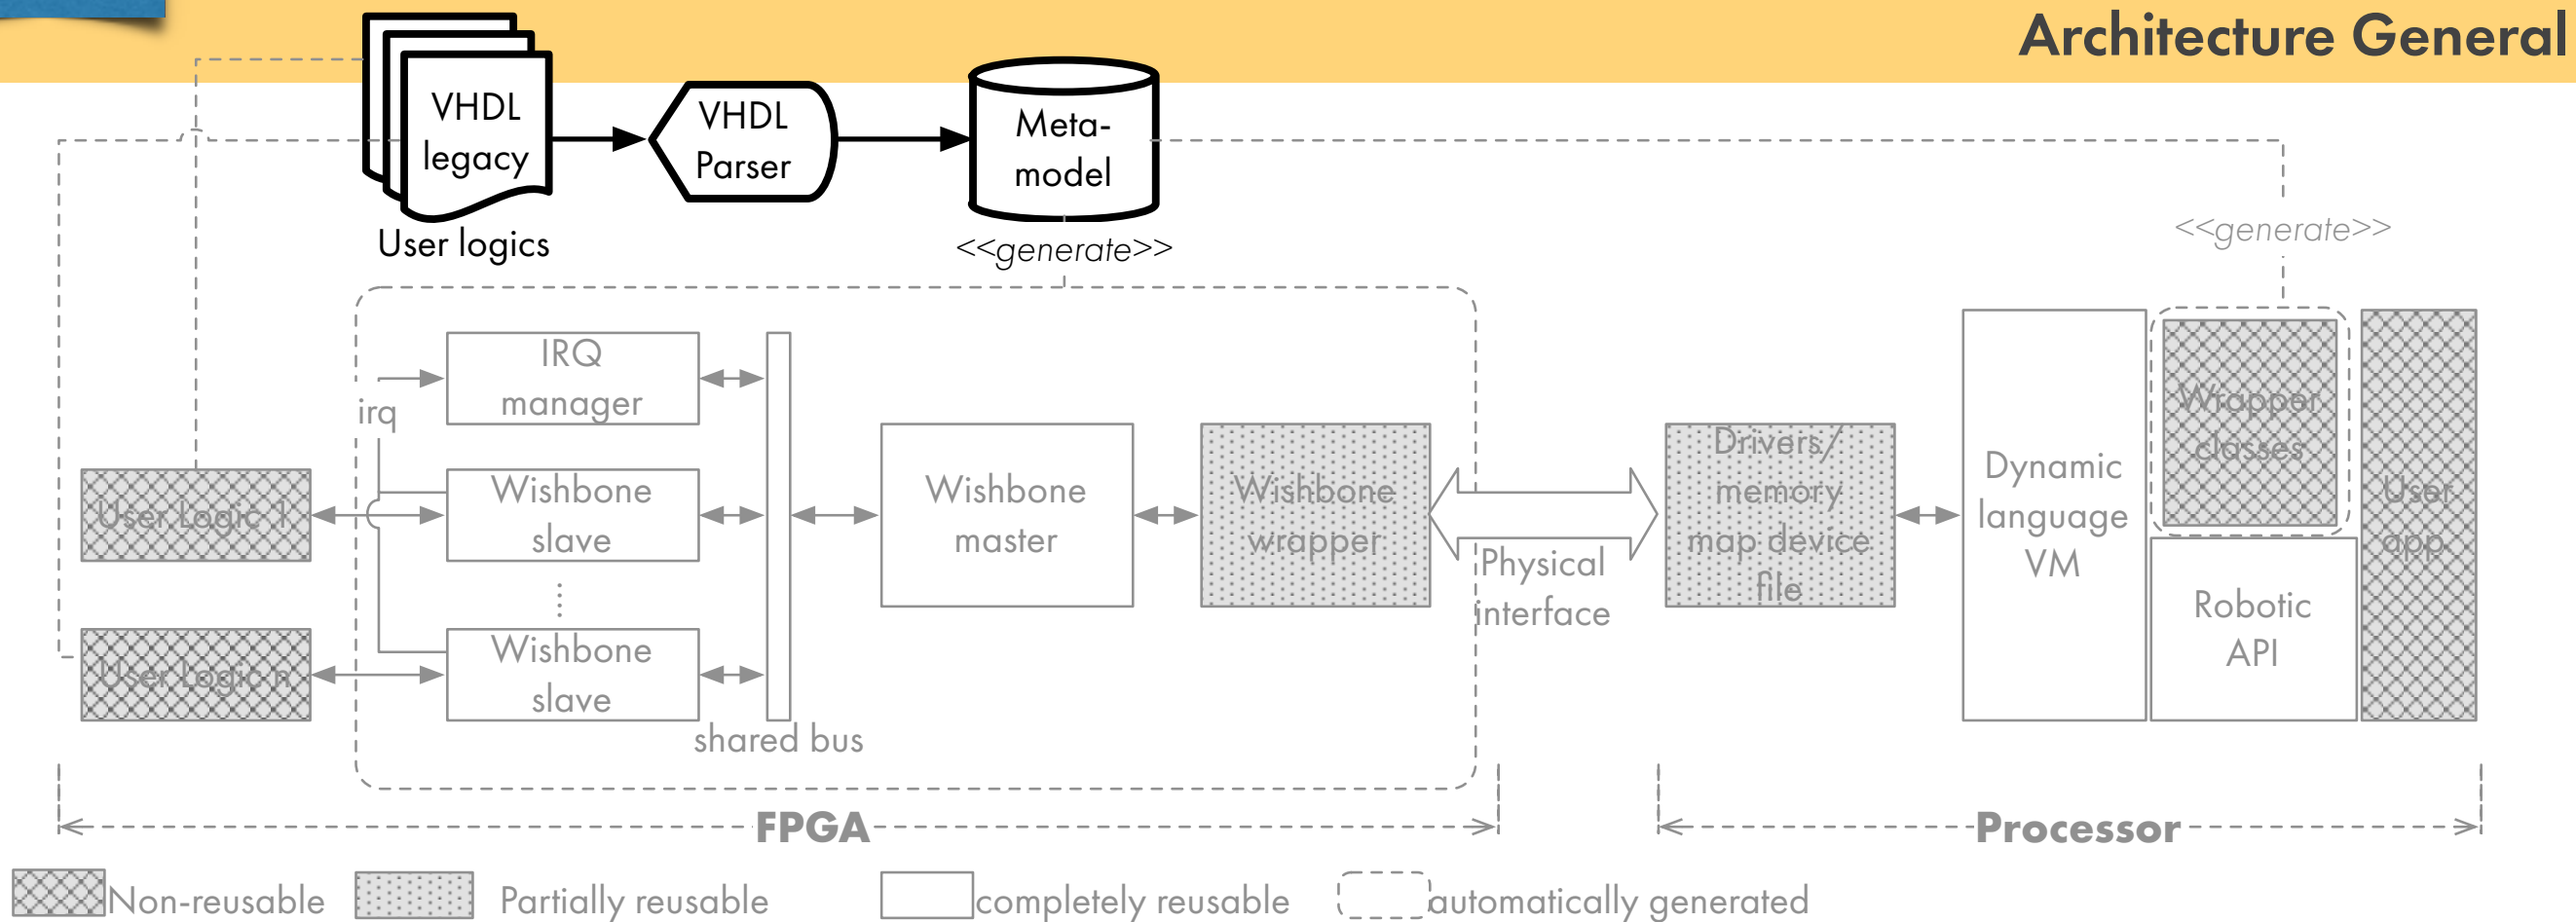 Architecture General
VHDL
legacy
User logics
VHDL
Parser
Meta-
model
<<generate>>
<<generate>>
irq
IRQ
manager
User Logic 1
Wishbone
slave
User Logic n
Wishbone
slave
shared bus
Wishbone
master
Wishbone
wrapper
Physical
interface
Drivers/
memory
map device
file
Dynamic
language
VM
Wrapper
classes
Robotic
API
User
app
FPGA
Processor
Non-reusable
Partially reusable
completely reusable
automatically generated